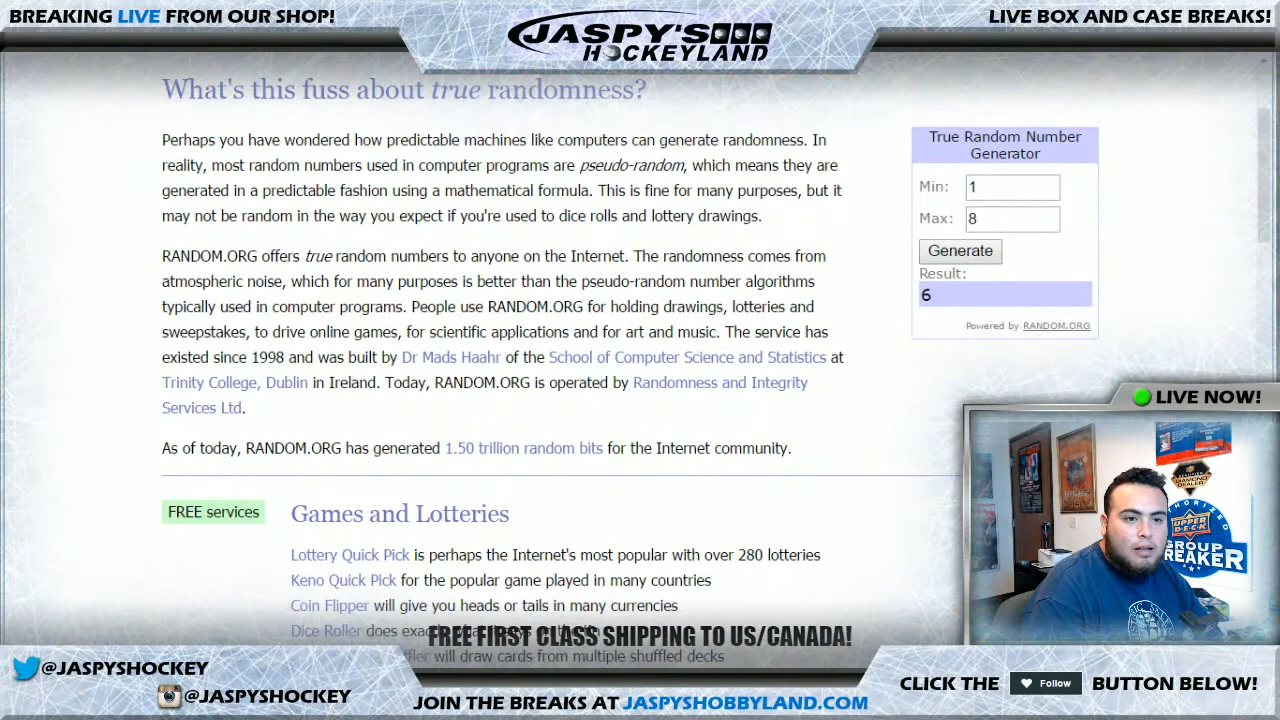 BREAKING LIVE FROM OUR SHOP!
JASPY'S
HOCKEYLAND
LIVE BOX AND CASE BREAKS!
What's this fuss about true randomness?
Perhaps you have wondered how predictable machines like computers can generate randomness. In
reality, most random numbers used in computer programs are pseudo-random, which means they are
generated in a predictable fashion using a mathematical formula. This is fine for many purposes, but it
may not be random in the way you expect if you're used to dice rolls and lottery drawings.
RANDOM.ORG offers true random numbers to anyone on the Internet. The randomness comes from
atmospheric noise, which for many purposes is better than the pseudo-random number algorithms
typically used in computer programs. People use RANDOM.ORG for holding drawings, lotteries and
sweepstakes, to drive online games, for scientific applications and for art and music. The service has
existed since 1998 and was built by Dr Mads Haahr of the School of Computer Science and Statistics at
Trinity College, Dublin in Ireland. Today, RANDOM.ORG is operated by Randomness and Integrity
Services Ltd.
As of today, RANDOM.ORG has generated 1.50 trillion random bits for the Internet community.
True Random Number
Generator
Min: 1
Max: 8
Generate
Result:
6
Powered by RANDOM.ORG
FREE services
Games and Lotteries
Lottery Quick Pick is perhaps the Internet's most popular with over 280 lotteries
Keno Quick Pick for the popular game played in many countries
Coin Flipper will give you heads or tails in many currencies
Dice Roller does
will draw cards from multiple shuffled decks
FREE FIRST CLASS SHIPPING TO US/CANADA!
LIVE NOW!
DIAMOND
DEALER
AUTHORIZED
UPPER
DECK
GROUP
BREAKER
@JASPYSHOCKEY
@JASPYSHOCKEY
JOIN THE BREAKS AT JASPYSHOBBYLAND.COM
CLICK THE Follow BUTTON BELOW!